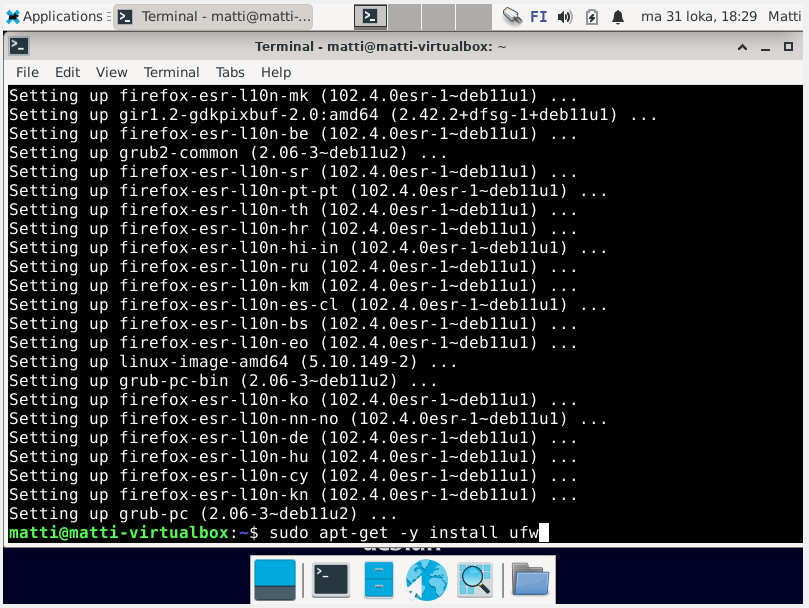 Applications
Terminal - matti@matti-...
FI
ma 31 loka, 18:29
Matti
Terminal - matti@matti-virtualbox: ~
File Edit View Terminal Tabs Help
Setting up firefox-esr-l10n-mk (102.4.0esr-1~deb11u1) ...
Setting up gir1.2-gdkpixbuf-2.0:amd64 (2.42.2+dfsg-1+deb11u1) ...
Setting up firefox-esr-l10n-be (102.4.0esr-1~deb11u1) ...
Setting up grub2-common (2.06-3~deb11u2) ...
Setting up firefox-esr-l10n-sr (102.4.0esr-1~deb11u1) ...
Setting up firefox-esr-l10n-pt-pt (102.4.0esr-1~deb11u1) ...
Setting up firefox-esr-l10n-th (102.4.0esr-1~deb11u1) ...
Setting up firefox-esr-l10n-hr (102.4.0esr-1~deb11u1) ...
Setting up firefox-esr-l10n-hi-in (102.4.0esr-1~deb11u1) ...
Setting up firefox-esr-l10n-ru (102.4.0esr-1~deb11u1) ...
Setting up firefox-esr-l10n-km (102.4.0esr-1~deb11u1) ...
Setting up firefox-esr-l10n-es-cl (102.4.0esr-1~deb11u1) ...
Setting up firefox-esr-l10n-bs (102.4.0esr-1~deb11u1) ...
Setting up firefox-esr-l10n-eo (102.4.0esr-1~deb11u1) ...
Setting up linux-image-amd64 (5.10.149-2) ...
Setting up grub-pc-bin (2.06-3~deb11u2) ...
Setting up firefox-esr-l10n-ko (102.4.0esr-1~deb11u1) ...
Setting up firefox-esr-l10n-nn-no (102.4.0esr-1~deb11u1) ...
Setting up firefox-esr-l10n-de (102.4.0esr-1~deb11u1) ...
Setting up firefox-esr-l10n-hu (102.4.0esr-1~deb11u1) ...
Setting up firefox-esr-l10n-cy (102.4.0esr-1~deb11u1) ...
Setting up firefox-esr-l10n-kn (102.4.0esr-1~deb11u1) ...
Setting up grub-pc (2.06-3~deb11u2) ...
matti@matti-virtualbox:~$ sudo apt-get -y install ufw